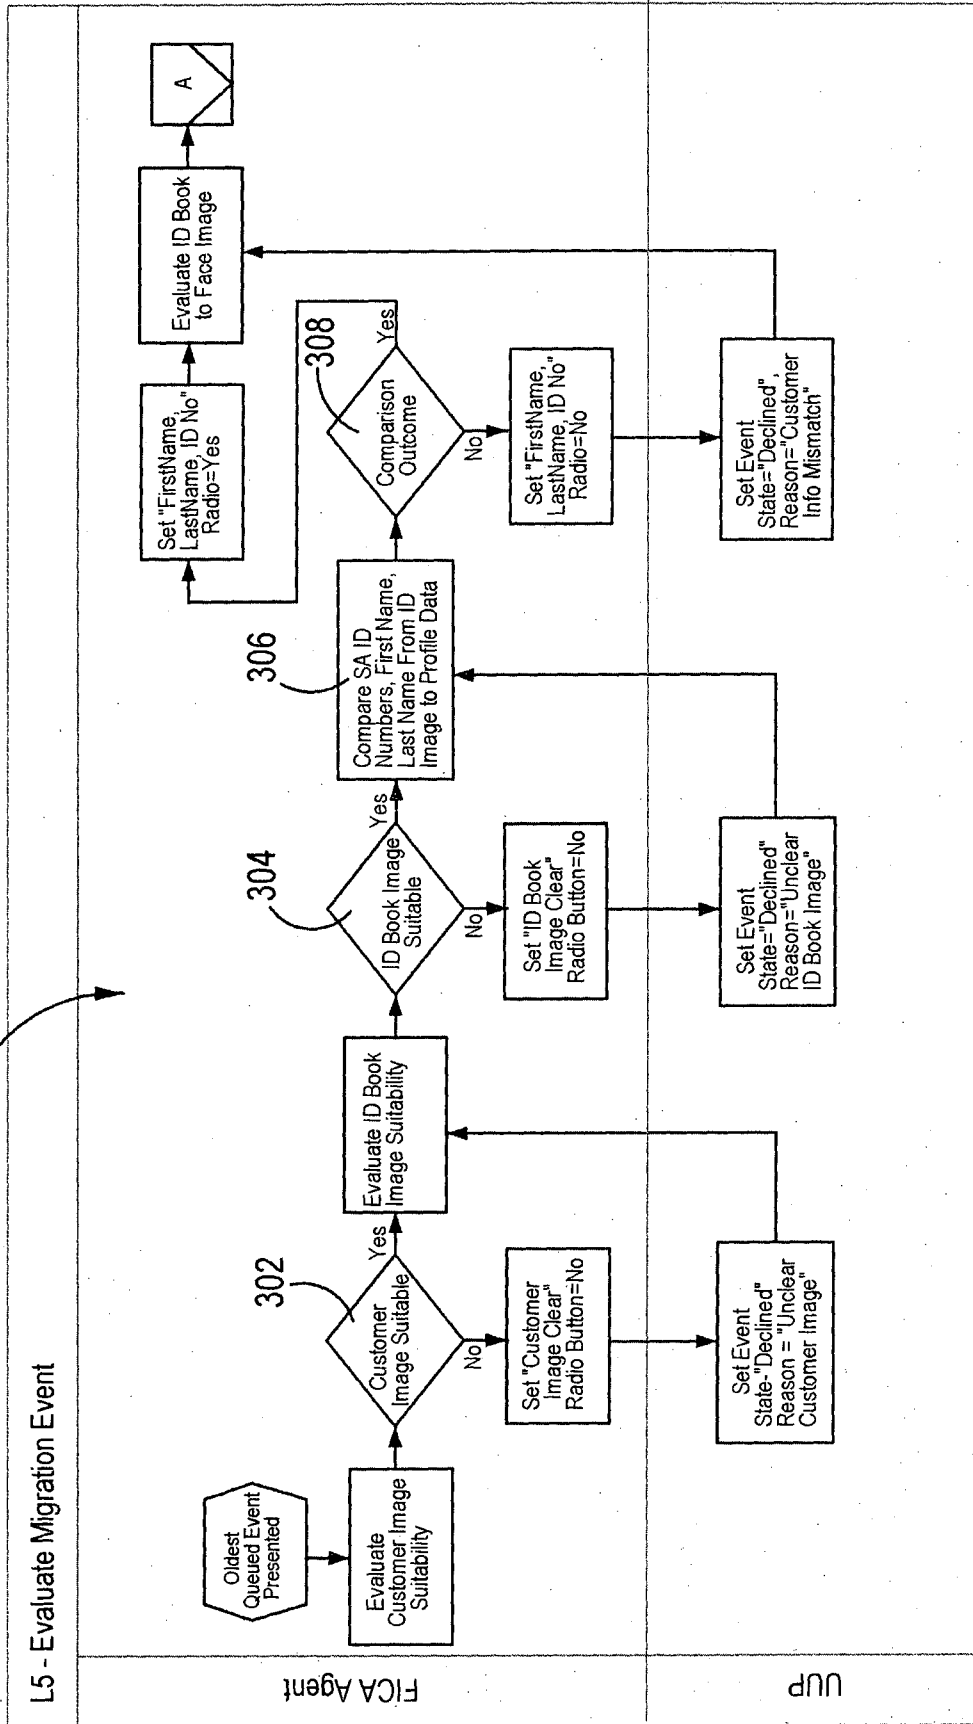 L5 - Evaluate Migration Event
FICA Agent
Oldest
Queued Event
Presented
Evaluate
Customer Image
Suitability
302
Customer
Image Suitable
Yes
No
Set "Customer
Image Clear"
Radio Button=No
Evaluate ID Book
Image Suitability
304
ID Book Image
Suitable
Yes
No
Set "ID Book
Image Clear"
Radio Button=No
306
Compare SA ID
Numbers, First Name,
Last Name From ID
Image to Profile Data
308
Comparison
Outcome
Yes
No
Set "FirstName,
LastName, ID No"
Radio=No
Set "FirstName,
LastName, ID No"
Radio=Yes
Evaluate ID Book
to Face Image
A
UUP
Set Event
State-"Declined"
Reason = "Unclear
Customer Image"
Set Event
State="Declined"
Reason="Unclear
ID Book Image"
Set Event
State="Declined",
Reason="Customer
Info Mismatch"